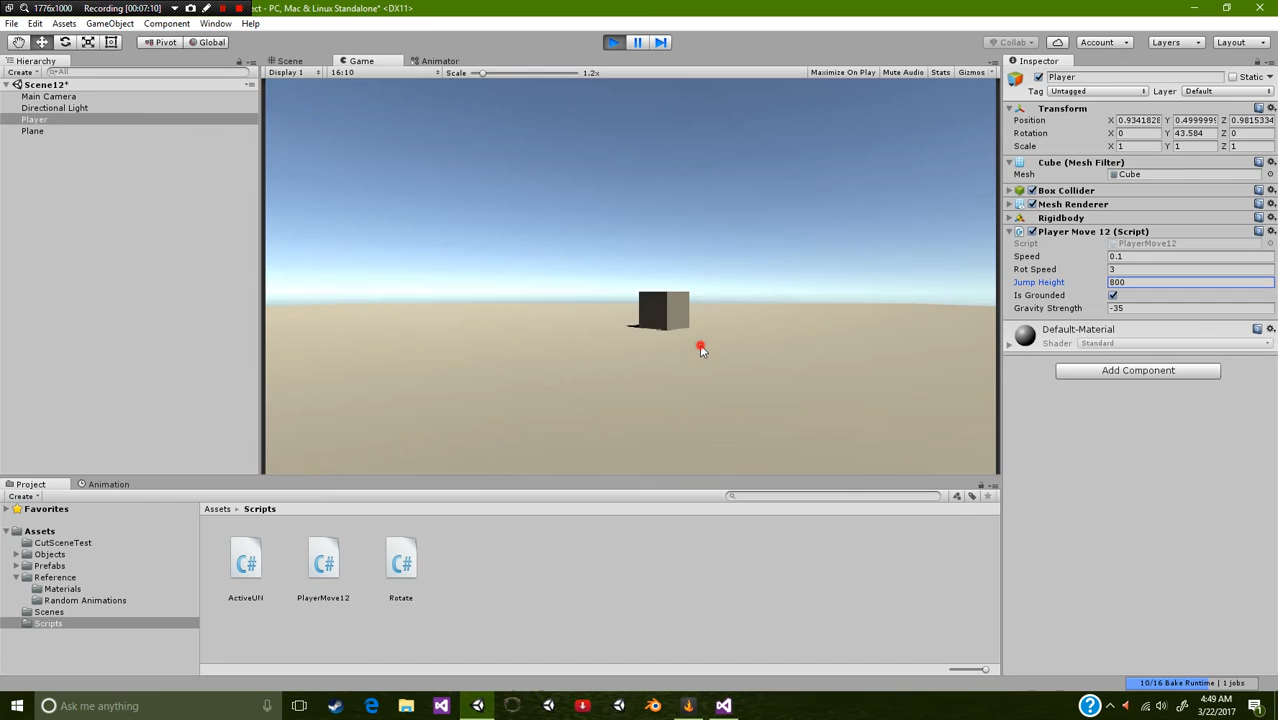 1776x1000 Recording [00:07:10] ect - PC, Mac & Linux Standalone* <DX11>
File Edit Assets GameObject Component Window Help
Pivot Global Collab Account Layers Layout
Hierarchy Scene Game Animator Inspector
Create All Display 1 16:10 Scale 1.2x Maximize On Play Mute Audio Stats Gizmos
Player Static
Scene12*
Tag Untagged Layer Default
Main Camera
Directional Light
Player
Plane
Transform
Position X 0.9341828 Y 0.4999999 Z 0.9815334
Rotation X 0 Y 43.584 Z 0
Scale X 1 Y 1 Z 1
Cube (Mesh Filter)
Mesh Cube
Box Collider
Mesh Renderer
Rigidbody
Player Move 12 (Script)
Script PlayerMove12
Speed 0.1
Rot Speed 3
Jump Height 800
Is Grounded
Gravity Strength -35
Default-Material
Shader Standard
Add Component
Project Animation
Create
Favorites
Assets
CutSceneTest
Objects
Prefabs
Reference
Materials
Random Animations
Scenes
Scripts
Assets Scripts
C# C# C#
ActiveUN PlayerMove12 Rotate
10/16 Bake Runtime | 1 jobs
Ask me anything
4:49 AM
3/22/2017